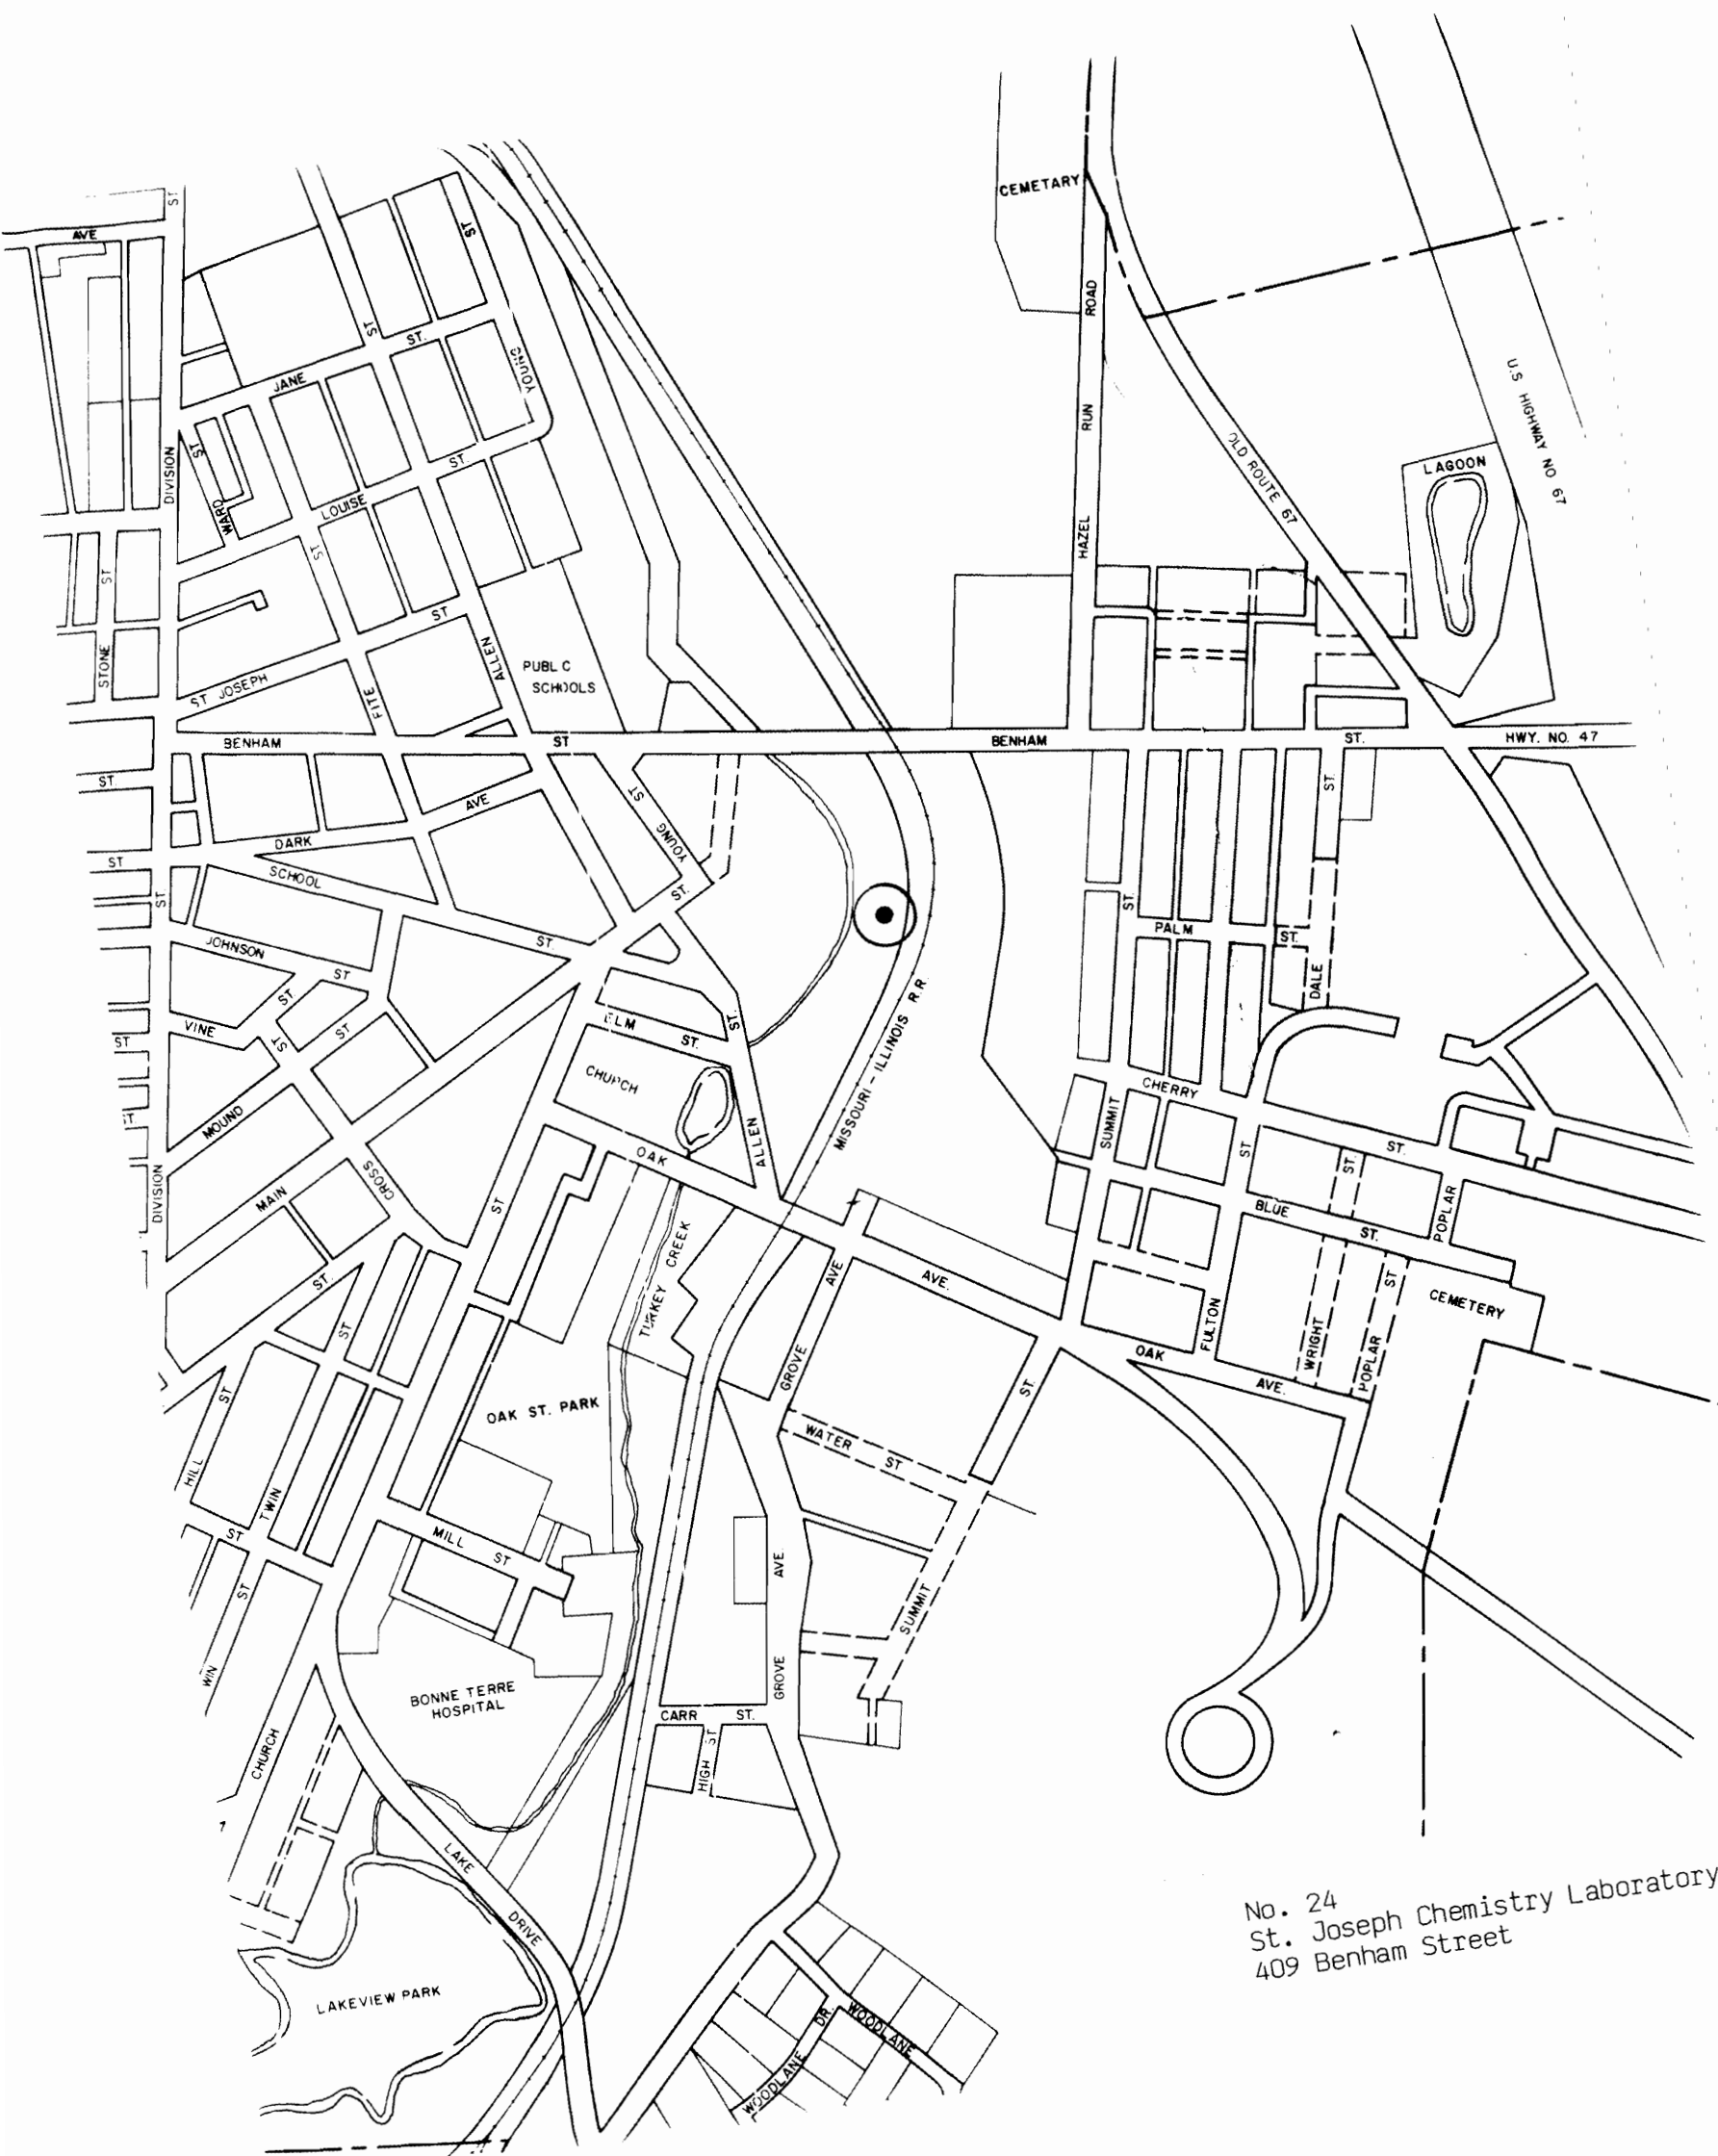 CEMETARY
ST
AVE
ST
ROAD
ST
ST.
YOUNG
JANE
U.S HIGHWAY NO 67
RUN
OLD ROUTE 67
LAGOON
ST
DIVISION
ST.
WARD
LOUISE
HAZEL
ST
ST
ST
STONE
ALLEN
PUBL C
SCHOOLS
ST JOSEPH
FITE
BENHAM
ST
BENHAM
ST.
HWY. NO. 47
ST
ST
ST.
AVE
YOUNG
DARK
ST
SCHOOL
ST.
ST
ST.
PALM
ST.
JOHNSON
ST.
ST
DALE
ST
VINE
ST
ST
ELM
ST.
ST.
MISSOURI - ILLINOIS R.R.
ST
CHURCH
CHERRY
SUMMIT
MOUND
ST
ALLEN
OAK
ST
ST.
ST.
CROSS
DIVISION
MAIN
ST
BLUE
ST.
POPLAR
TURKEY CREEK
AVE
AVE.
ST
ST.
CEMETERY
ST
FULTON
WRIGHT
POPLAR
GROVE
OAK
AVE.
ST
ST.
OAK ST. PARK
WATER
ST
HILL
TWIN
ST
MILL
ST
AVE.
ST
SUMMIT
WIN
GROVE
BONNE TERRE
HOSPITAL
CARR
ST.
CHURCH
HIGH ST
LAKE
DRIVE
No. 24
St. Joseph Chemistry Laboratory
409 Benham Street
LAKEVIEW PARK
DR.
WOODLANE
WOODLANE